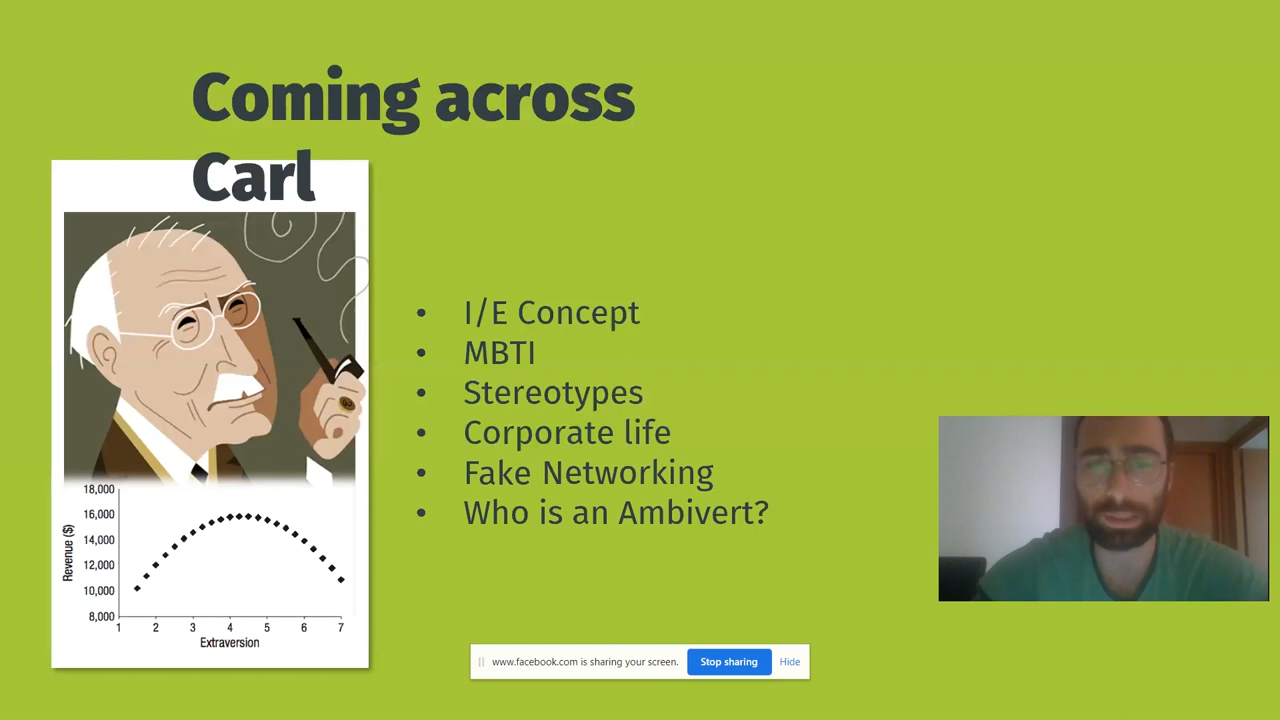 Coming across
Carl
• I/E Concept
• MBTI
• Stereotypes
• Corporate life
• Fake Networking
• Who is an Ambivert?
18,000
16,000
14,000
12,000
10,000
8,000
Revenue ($)
1 2 3 4 5 6 7
Extraversion
www.facebook.com is sharing your screen. Stop sharing Hide